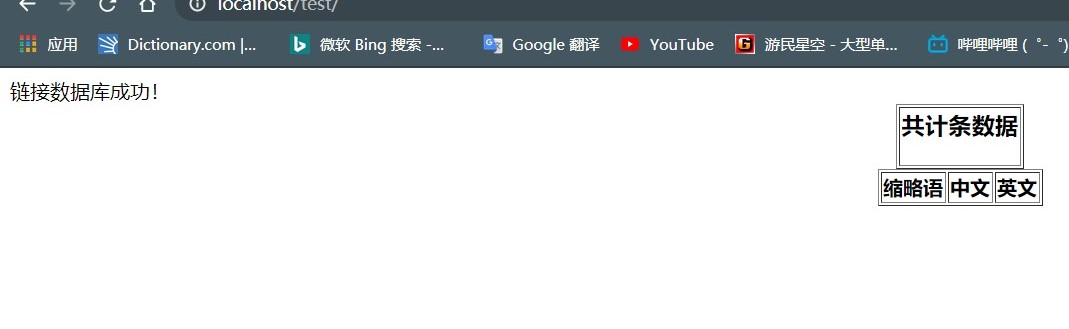 localhost/test/
应用 Dictionary.com |... 微软 Bing 搜索 -... Google 翻译 YouTube 游民星空 - 大型单... 哔哩哔哩 ( ゜- ゜)
链接数据库成功！
共计条数据
缩略语 中文 英文